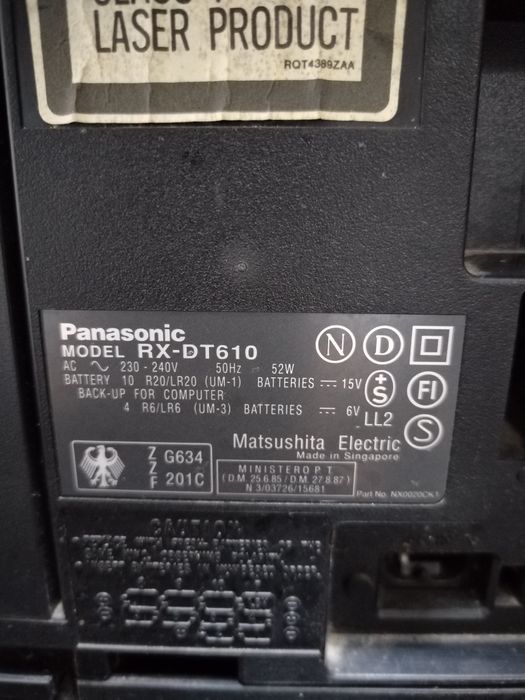 LASER PRODUCT
RQT4389ZAA
Panasonic
MODEL RX-DT610
AC ~ 230 - 240V 50Hz 52W
BATTERY 10 R20/LR20 (UM-1) BATTERIES ⎓ 15V
BACK-UP FOR COMPUTER
4 R6/LR6 (UM-3) BATTERIES ⎓ 6V
N D
+S FI
LL2 S
Matsushita Electric
Made in Singapore
Z Z F G634 201C
MINISTERO P.T.
(D.M. 25.6.85/D.M. 27.8.87)
N 3/03726/15681
Part No. NX0020CK1
CAUTION